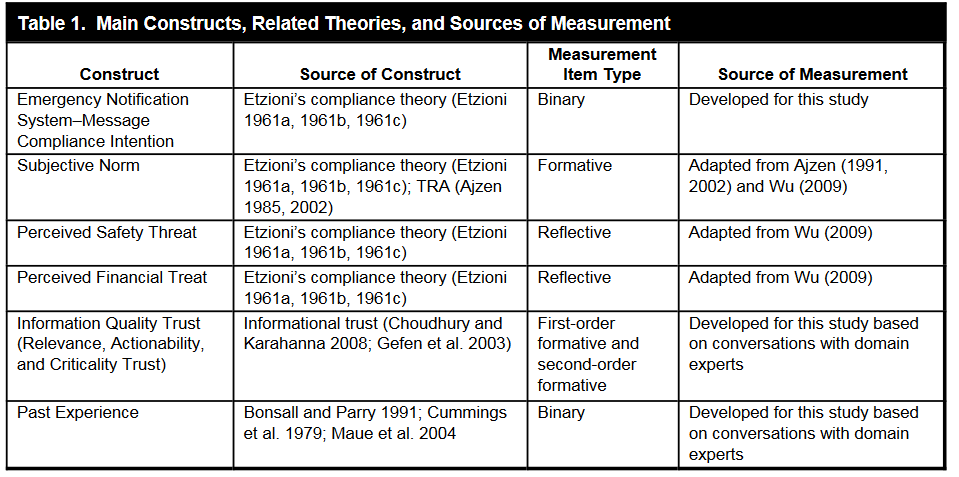 Table 1. Main Constructs, Related Theories, and Sources of Measurement
Construct
Source of Construct
Measurement
Item Type
Source of Measurement
Emergency Notification
System–Message
Compliance Intention
Etzioni's compliance theory (Etzioni
1961a, 1961b, 1961c)
Binary
Developed for this study
Subjective Norm
Etzioni's compliance theory (Etzioni
1961a, 1961b, 1961c); TRA (Ajzen
1985, 2002)
Formative
Adapted from Ajzen (1991,
2002) and Wu (2009)
Perceived Safety Threat
Etzioni's compliance theory (Etzioni
1961a, 1961b, 1961c)
Reflective
Adapted from Wu (2009)
Perceived Financial Treat
Etzioni's compliance theory (Etzioni
1961a, 1961b, 1961c)
Reflective
Adapted from Wu (2009)
Information Quality Trust
(Relevance, Actionability,
and Criticality Trust)
Informational trust (Choudhury and
Karahanna 2008; Gefen et al. 2003)
First-order
formative and
second-order
formative
Developed for this study based
on conversations with domain
experts
Past Experience
Bonsall and Parry 1991; Cummings
et al. 1979; Maue et al. 2004
Binary
Developed for this study based
on conversations with domain
experts